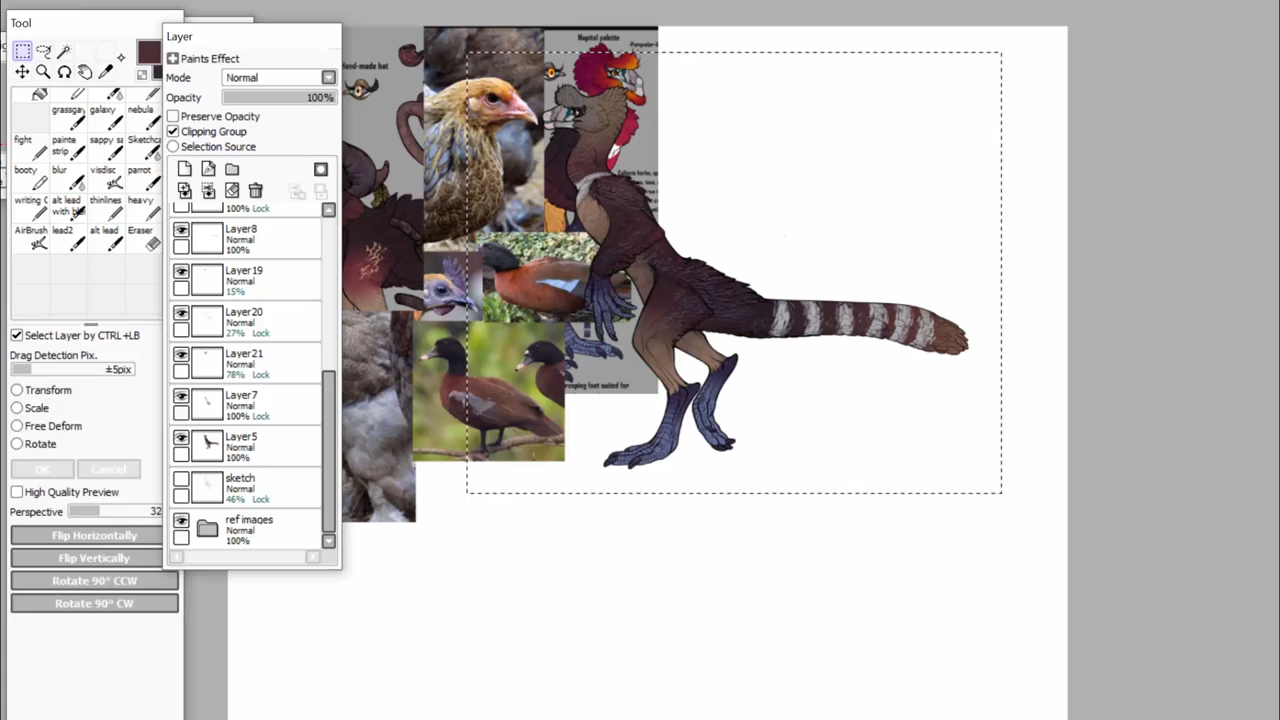 Tool
Layer
Paints Effect
Mode Normal
Opacity 100%
Preserve Opacity
Clipping Group
Selection Source
grassgay galaxy nebula
fight painte strip sappy sa Sketchca
booty blur visdisc parrot
writing alt lead with thinlines heavy
AirBrush lead2 alt lead Eraser
Select Layer by CTRL+LB
Drag Detection Pix.
±5pix
Transform
Scale
Free Deform
Rotate
OK Cancel
High Quality Preview
Perspective 32
Flip Horizontally
Flip Vertically
Rotate 90° CCW
Rotate 90° CW
100% Lock
Layer8
Normal
100%
Layer19
Normal
15%
Layer20
Normal
27% Lock
Layer21
Normal
78% Lock
Layer7
Normal
100% Lock
Layer5
Normal
100%
sketch
Normal
46% Lock
ref images
Normal
100%
Hand-made hat
Nuptial palette